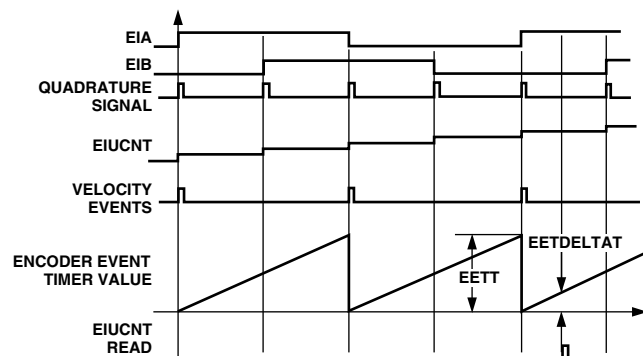 EIA
EIB
QUADRATURE
SIGNAL
EIUCNT
VELOCITY
EVENTS
ENCODER EVENT
TIMER VALUE
EETT
EETDELTAT
EIUCNT
READ